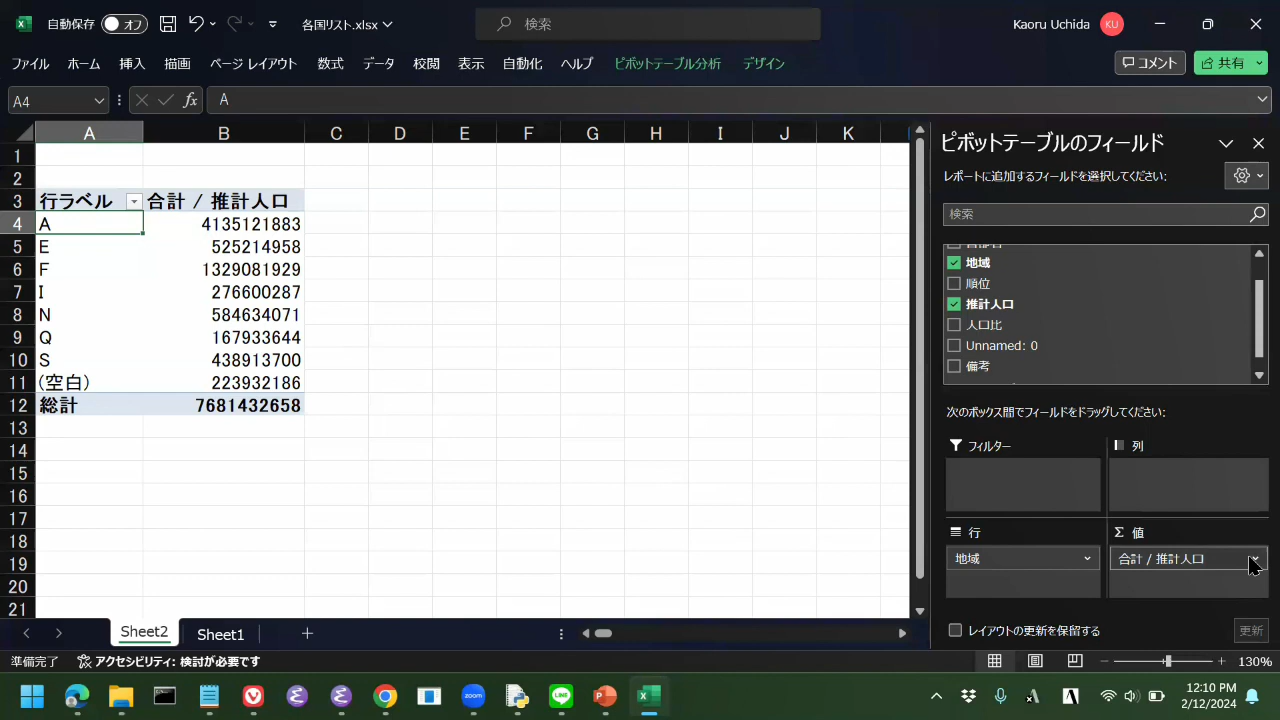 自動保存 オフ 各国リスト.xlsx 検索 Kaoru Uchida KU
ファイル ホーム 挿入 描画 ページ レイアウト 数式 データ 校閲 表示 自動化 ヘルプ ピボットテーブル分析 デザイン コメント 共有
A4 fx A
A B C D E F G H I J K
1
2
3 行ラベル 合計 / 推計人口
4 A 4135121883
5 E 525214958
6 F 1329081929
7 I 276600287
8 N 584634071
9 Q 167933644
10 S 438913700
11 (空白) 223932186
12 総計 7681432658
13
14
15
16
17
18
19
20
21
ピボットテーブルのフィールド
レポートに追加するフィールドを選択してください:
検索
地域
順位
推計人口
人口比
Unnamed: 0
備考
次のボックス間でフィールドをドラッグしてください:
フィルター 列
行 Σ 値
地域 合計 / 推計人口
レイアウトの更新を保留する 更新
Sheet2 Sheet1
準備完了 アクセシビリティ: 検討が必要です 130%
zoom LINE A 12:10 PM
2/12/2024